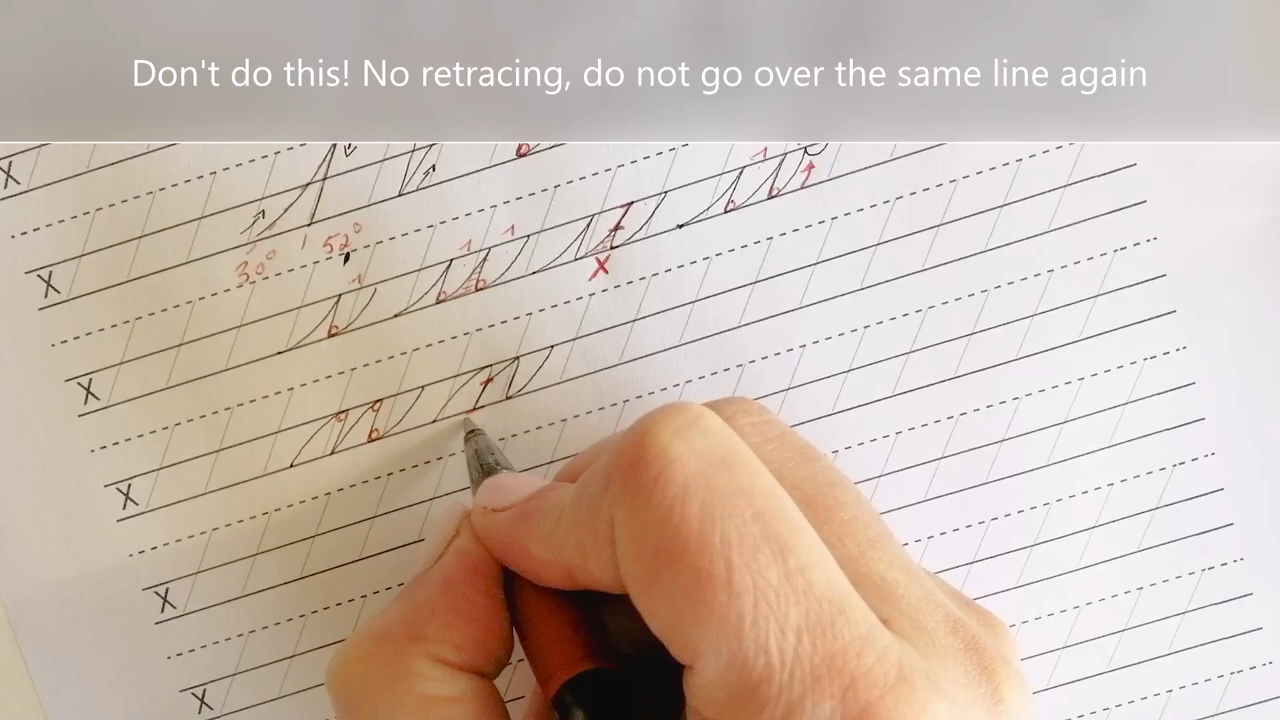 Don't do this! No retracing, do not go over the same line again
X
X
30° 52°
X
X
X
X
X